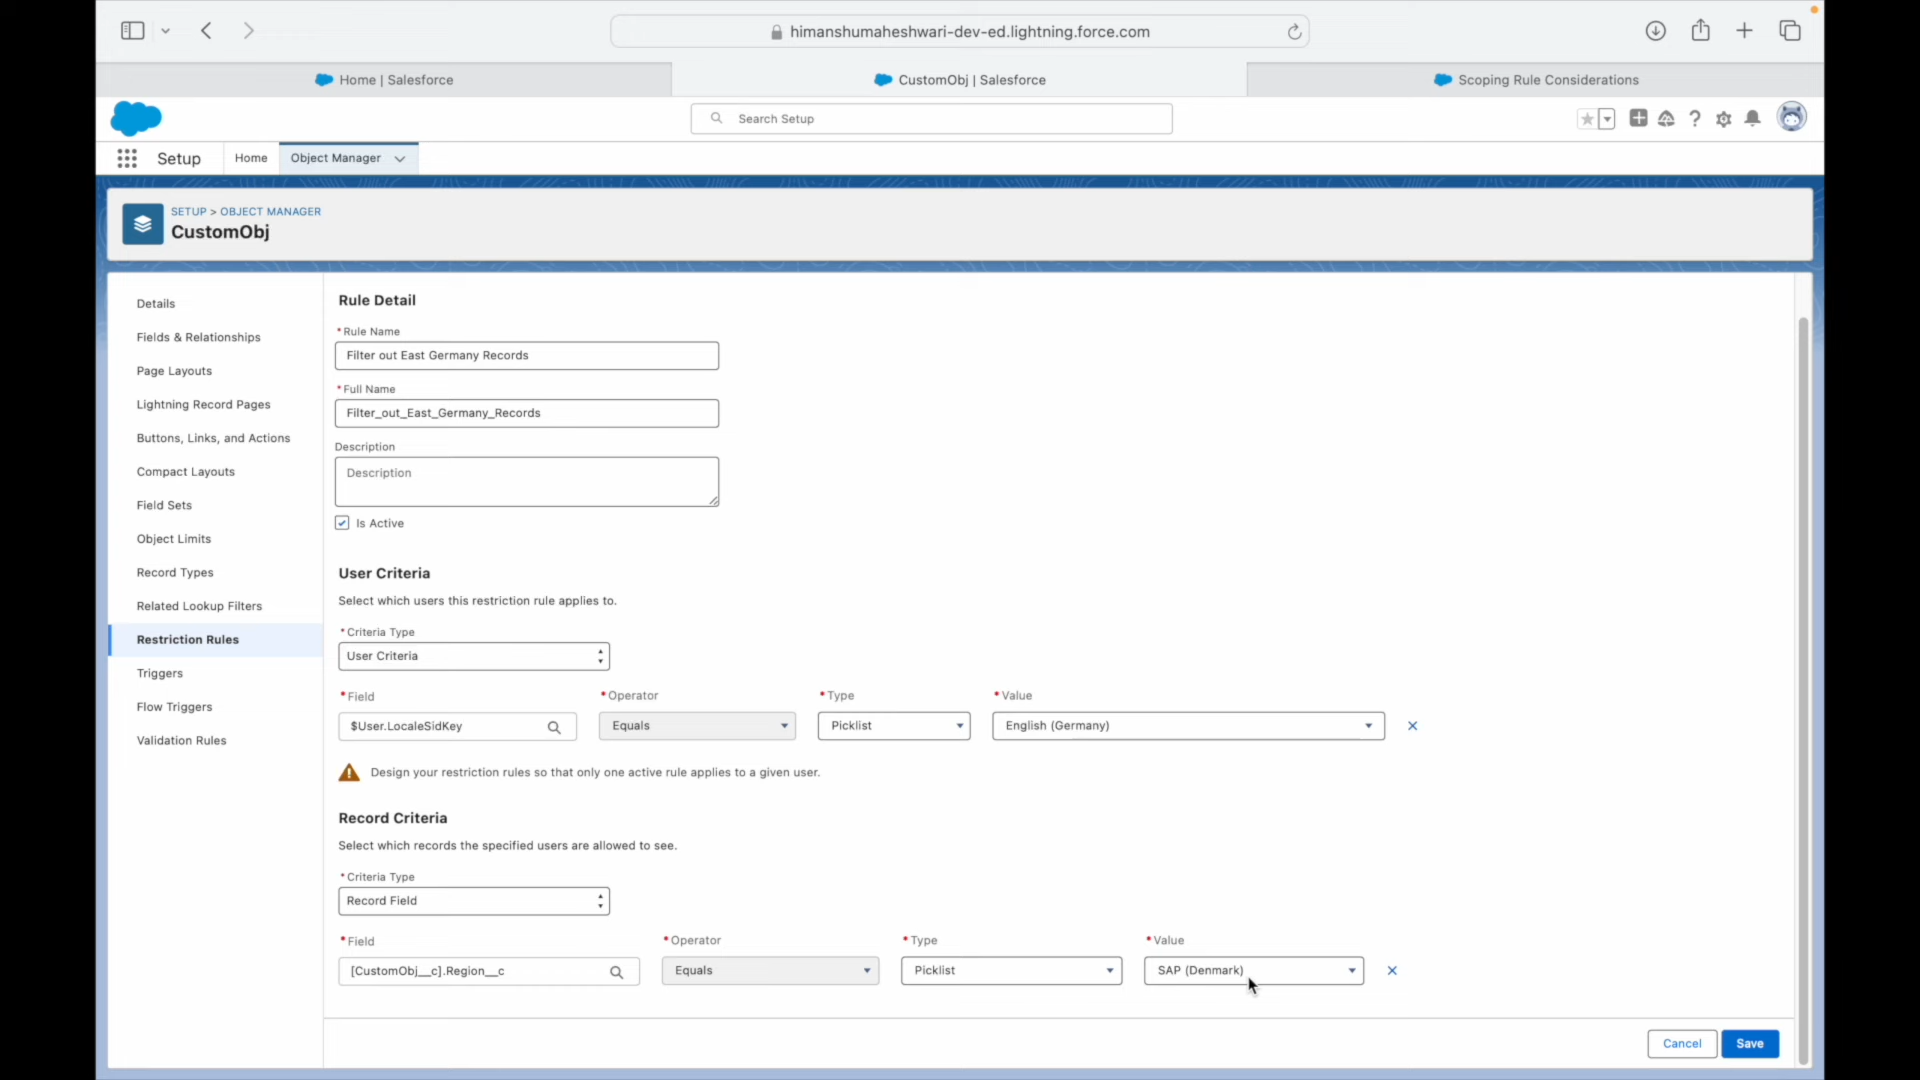 himanshumaheshwari-dev-ed.lightning.force.com
Home | Salesforce
CustomObj | Salesforce
Scoping Rule Considerations
Search Setup
Setup
Home
Object Manager
SETUP > OBJECT MANAGER
CustomObj
Details
Fields & Relationships
Page Layouts
Lightning Record Pages
Buttons, Links, and Actions
Compact Layouts
Field Sets
Object Limits
Record Types
Related Lookup Filters
Restriction Rules
Triggers
Flow Triggers
Validation Rules
Rule Detail
* Rule Name
Filter out East Germany Records
* Full Name
Filter_out_East_Germany_Records
Description
Description
Is Active
User Criteria
Select which users this restriction rule applies to.
* Criteria Type
User Criteria
* Field * Operator * Type * Value
$User.LocaleSidKey Equals Picklist English (Germany)
Design your restriction rules so that only one active rule applies to a given user.
Record Criteria
Select which records the specified users are allowed to see.
* Criteria Type
Record Field
* Field * Operator * Type * Value
[CustomObj__c].Region__c Equals Picklist SAP (Denmark)
Cancel Save